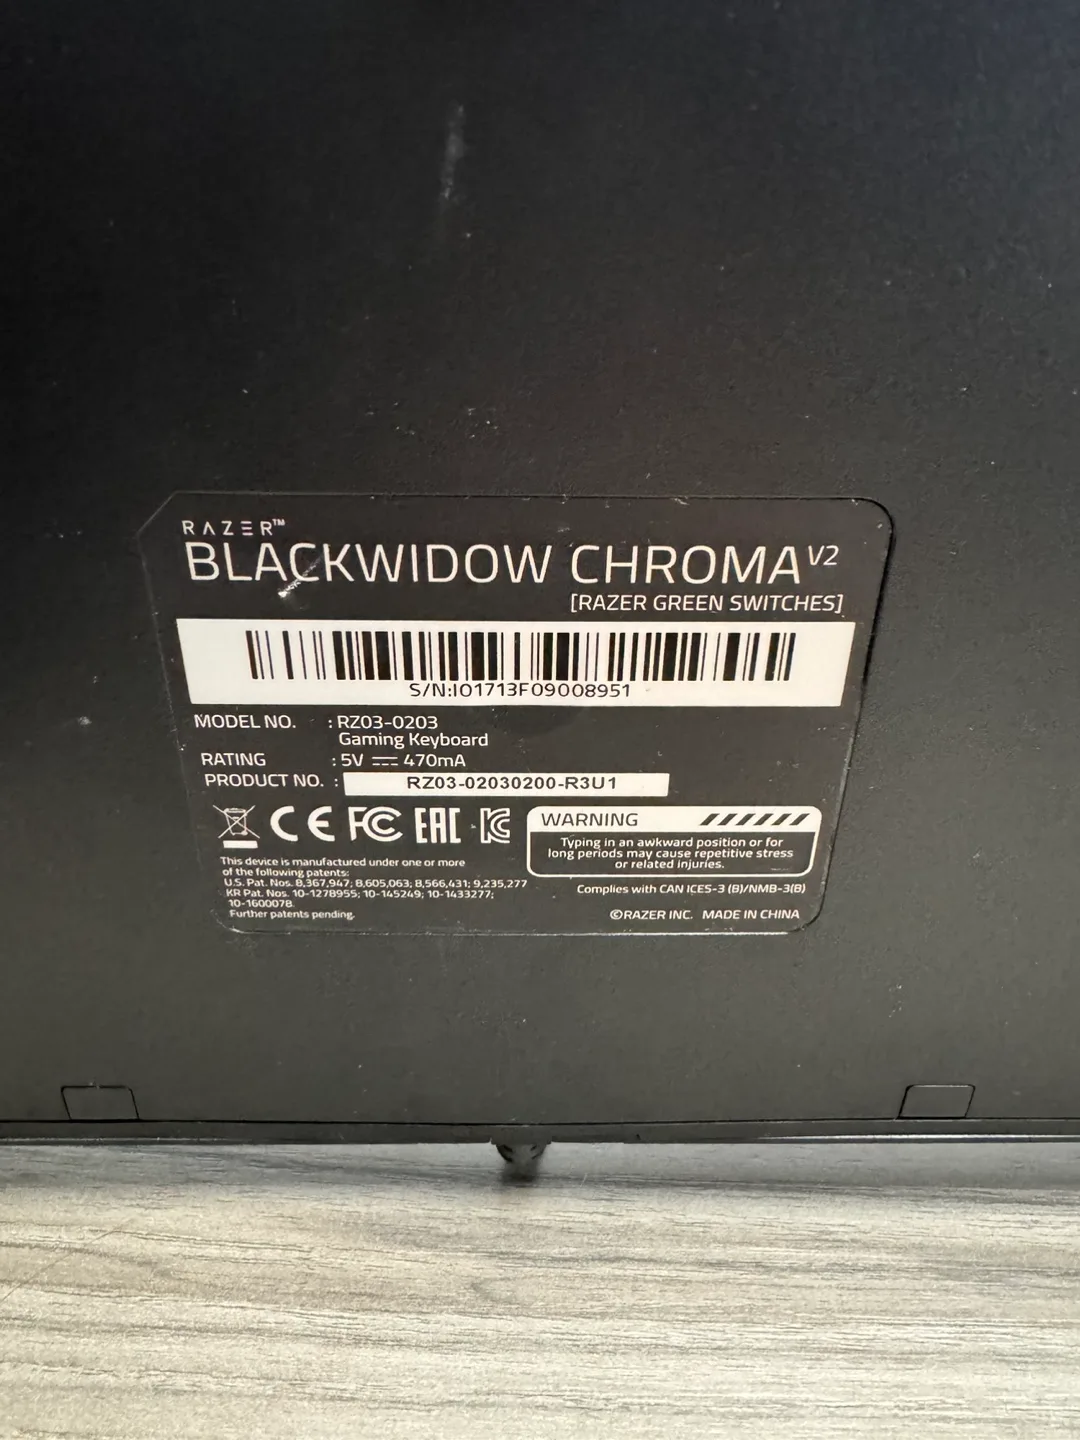 RAZER™
BLACKWIDOW CHROMA V2
[RAZER GREEN SWITCHES]
S/N:IO1713F09008951
MODEL NO. : RZ03-0203
Gaming Keyboard
RATING : 5V ⎓ 470mA
PRODUCT NO. : RZ03-02030200-R3U1
CE FC EAC KC
WARNING
Typing in an awkward position or for
long periods may cause repetitive stress
or related injuries.
This device is manufactured under one or more
of the following patents:
U.S. Pat. Nos. 8,367,947; 8,605,063; 8,566,431; 9,235,277
KR Pat. Nos. 10-1278955; 10-145249; 10-1433277;
10-1600078.
Further patents pending.
Complies with CAN ICES-3 (B)/NMB-3(B)
©RAZER INC. MADE IN CHINA